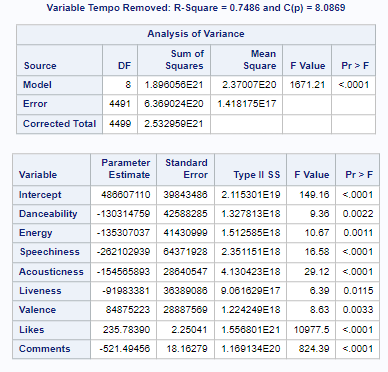 Variable Tempo Removed: R-Square = 0.7486 and C(p) = 8.0869
Analysis of Variance
Source DF Sum of Squares Mean Square F Value Pr > F
Model 8 1.896056E21 2.37007E20 1671.21 <.0001
Error 4491 6.369024E20 1.418175E17
Corrected Total 4499 2.532959E21
Variable Parameter Estimate Standard Error Type II SS F Value Pr > F
Intercept 486607110 39843486 2.115301E19 149.16 <.0001
Danceability -130314759 42588285 1.327813E18 9.36 0.0022
Energy -135307037 41430999 1.512585E18 10.67 0.0011
Speechiness -262102939 64371928 2.351151E18 16.58 <.0001
Acousticness -154565893 28640547 4.130423E18 29.12 <.0001
Liveness -91983381 36389086 9.061629E17 6.39 0.0115
Valence 84875223 28887569 1.224249E18 8.63 0.0033
Likes 235.78390 2.25041 1.556801E21 10977.5 <.0001
Comments -521.49456 18.16279 1.169134E20 824.39 <.0001